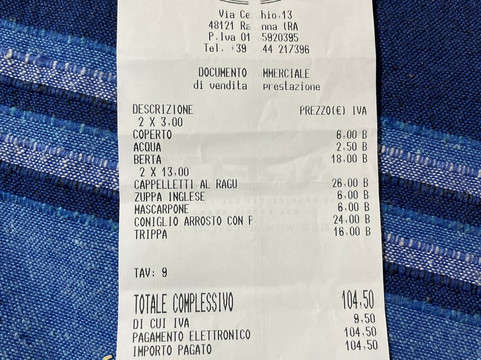 Via Ce hio,13
48121 Ra nna (RA
P.Iva 01 5920395
Tel. +39 44 217396
DOCUMENTO MMERCIALE
di vendita prestazione
DESCRIZIONE PREZZO(€) IVA
2 X 3.00
COPERTO 6.00 B
ACQUA 2.50 B
BERTA 18.00 B
2 X 13.00
CAPPELLETTI AL RAGU 26.00 B
ZUPPA INGLESE 6.00 B
MASCARPONE 6.00 B
CONIGLIO ARROSTO CON F 24.00 B
TRIPPA 16.00 B
TAV: 9
TOTALE COMPLESSIVO 104,50
DI CUI IVA 9,50
PAGAMENTO ELETTRONICO 104,50
IMPORTO PAGATO 104,50